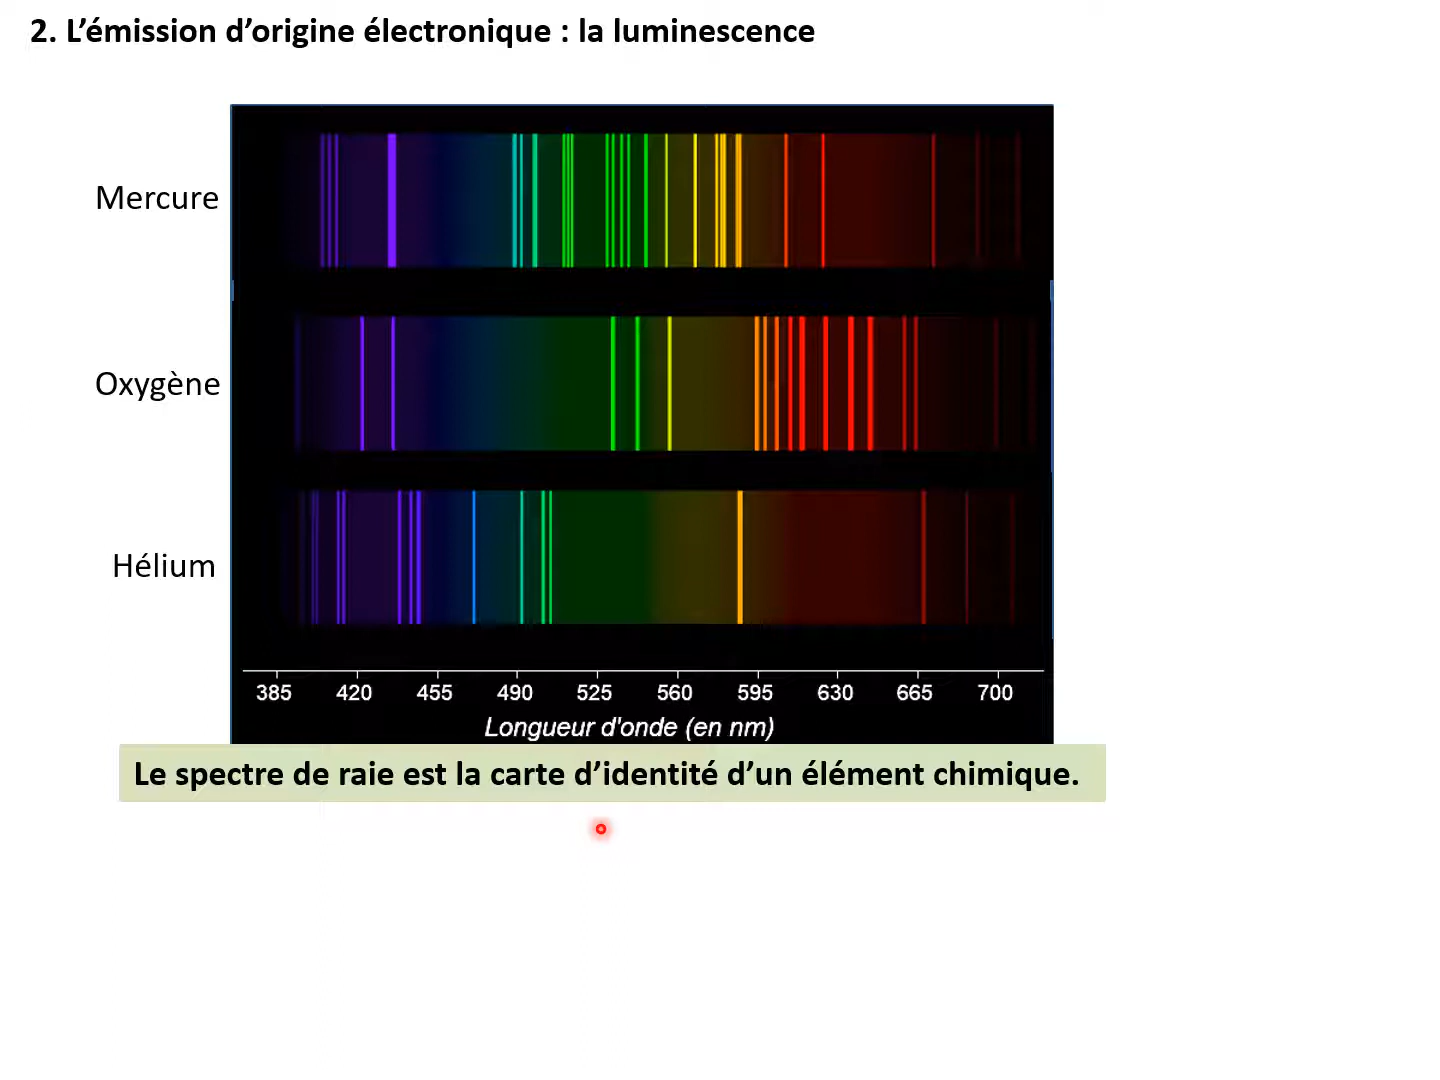 2. L’émission d’origine électronique : la luminescence
Mercure
Oxygène
Hélium
385 420 455 490 525 560 595 630 665 700
Longueur d'onde (en nm)
Le spectre de raie est la carte d’identité d’un élément chimique.